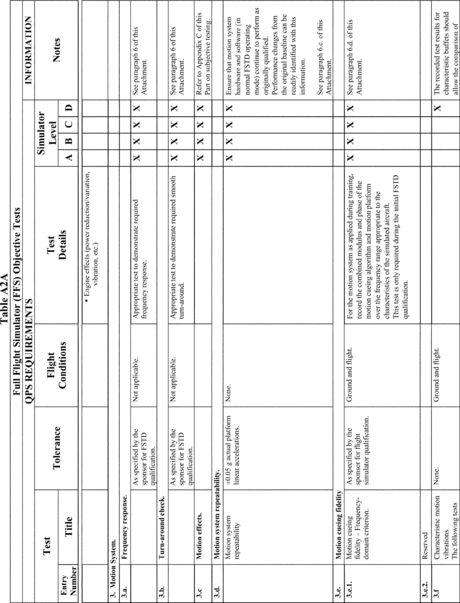 Table A2A
Full Flight Simulator (FFS) Objective Tests
QPS REQUIREMENTS
INFORMATION
Test
Tolerance
Flight Conditions
Test Details
Simulator Level
Notes
Entry Number
Title
A B C D
• Engine effects (power reduction/variation, vibration, etc.)
3. Motion System.
3.a. Frequency response.
As specified by the sponsor for FSTD qualification.
Not applicable.
Appropriate test to demonstrate required frequency response.
X X X X
See paragraph 6 of this Attachment.
3.b. Turn-around check.
As specified by the sponsor for FSTD qualification.
Not applicable.
Appropriate test to demonstrate required smooth turn-around.
X X X X
See paragraph 6 of this Attachment.
3.c Motion effects.
X X X X
Refer to Appendix C of this Part on subjective testing.
3.d. Motion system repeatability.
Motion system repeatability
±0.05 g actual platform linear accelerations.
None.
X X X X
Ensure that motion system hardware and software (in normal FSTD operating mode) continue to perform as originally qualified. Performance changes from the original baseline can be readily identified with this information.
See paragraph 6.c. of this Attachment.
3.e. Motion cueing fidelity
3.e.1. Motion cueing fidelity – Frequency-domain criterion.
As specified by the sponsor for flight simulator qualification.
Ground and flight.
For the motion system as applied during training, record the combined modulus and phase of the motion cueing algorithm and motion platform over the frequency range appropriate to the characteristics of the simulated aircraft.
This test is only required during the initial FSTD qualification.
X X X X
See paragraph 6.d. of this Attachment.
3.e.2. Reserved
3.f Characteristic motion vibrations.
The following tests
None.
Ground and flight.
X
The recorded test results for characteristic buffets should allow the comparison of